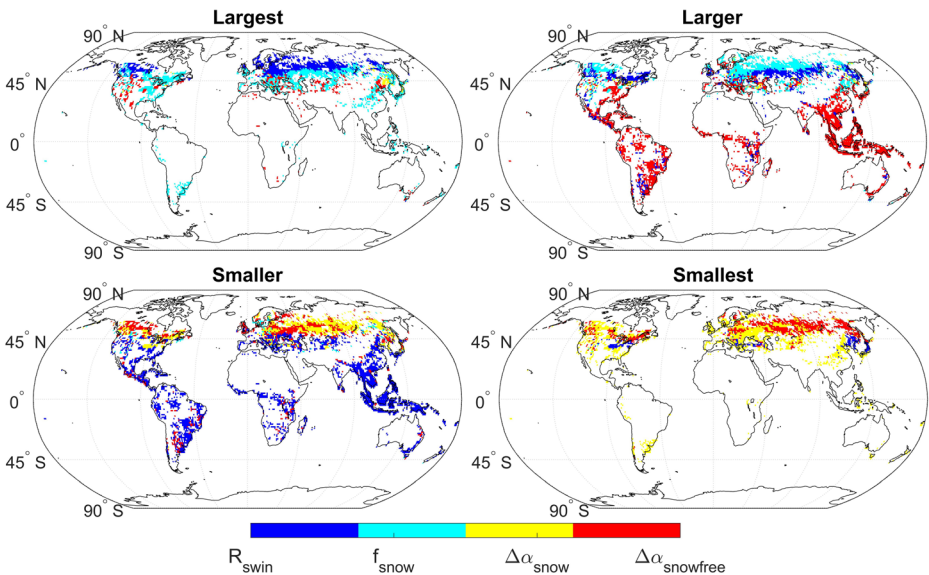 Largest
Larger
90° N
90° N
45° N
45° N
0°
0°
45° S
45° S
90° S
90° S
Smaller
Smallest
90° N
90° N
45° N
45° N
0°
0°
45° S
45° S
90° S
90° S
R_swin f_snow Δα_snow Δα_snowfree